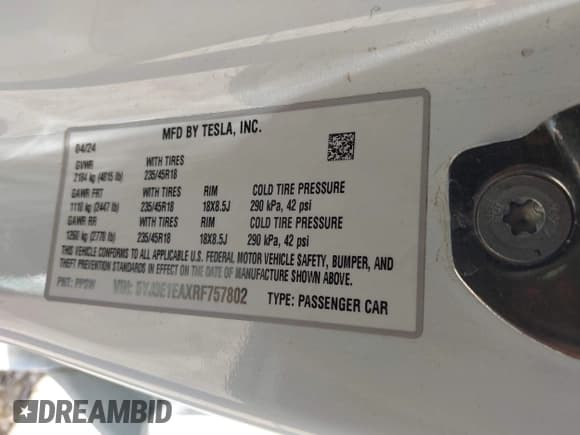 MFD BY TESLA, INC.
04/24
GVWR WITH TIRES
2184 kg (4815 lb) 235/45R18
GAWR FRT WITH TIRES RIM COLD TIRE PRESSURE
1110 kg (2447 lb) 235/45R18 18X8.5J 290 kPa, 42 psi
GAWR RR WITH TIRES RIM COLD TIRE PRESSURE
1260 kg (2778 lb) 235/45R18 18X8.5J 290 kPa, 42 psi
THIS VEHICLE CONFORMS TO ALL APPLICABLE U.S. FEDERAL MOTOR VEHICLE SAFETY, BUMPER, AND
THEFT PREVENTION STANDARDS IN EFFECT ON THE DATE OF MANUFACTURE SHOWN ABOVE.
PNT: PPSW VIN: 5YJ3E1EAXRF757802 TYPE: PASSENGER CAR
DREAMBID